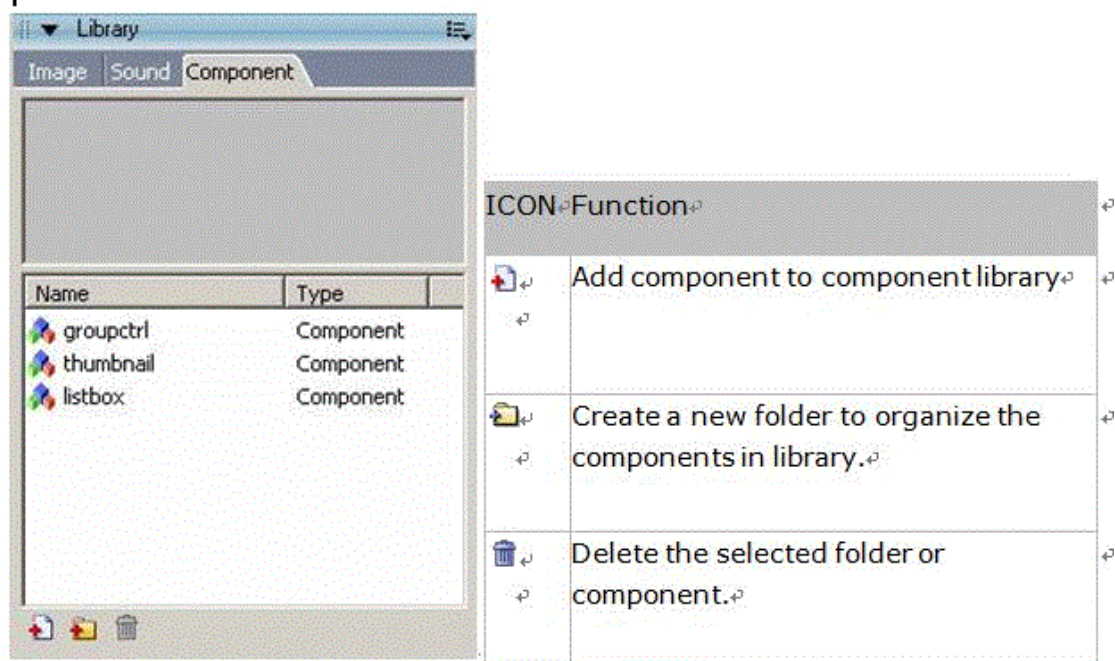 Library
Image Sound Component
Name Type
groupctrl Component
thumbnail Component
listbox Component
ICON Function
Add component to component library
Create a new folder to organize the
components in library.
Delete the selected folder or
component.